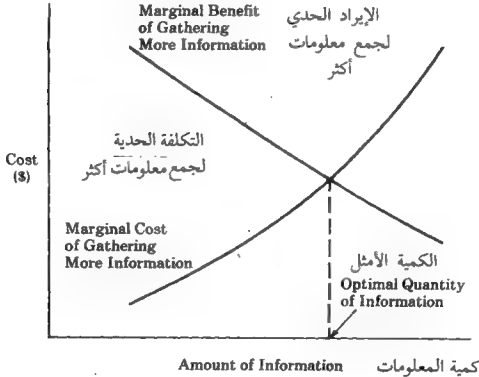 Marginal Benefit
of Gathering
More Information
الإيراد الحدي
لجمع معلومات
أكثر
التكلفة الحدية
لجمع معلومات أكثر
Cost
($)
Marginal Cost
of Gathering
More Information
الكمية الأمثل
Optimal Quantity
of Information
Amount of Information كمية المعلومات